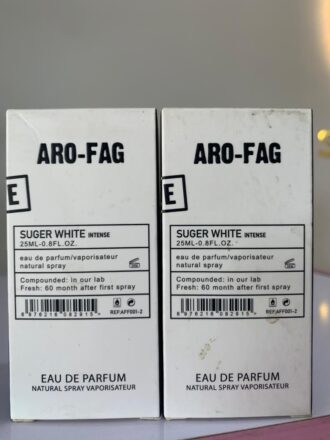 ARO-FAG
E
SUGER WHITE INTENSE
25ML-0.8FL.OZ.
eau de parfum/vaporisateur
natural spray
Compounded: in our lab
Fresh: 60 month after first spray
REF:AFF001-2
EAU DE PARFUM
NATURAL SPRAY VAPORISATEUR
ARO-FAG
E
SUGER WHITE INTENSE
25ML-0.8FL.OZ.
eau de parfum/vaporisateur
natural spray
Compounded: in our lab
Fresh: 60 month after first spray
REF:AFF001-2
EAU DE PARFUM
NATURAL SPRAY VAPORISATEUR